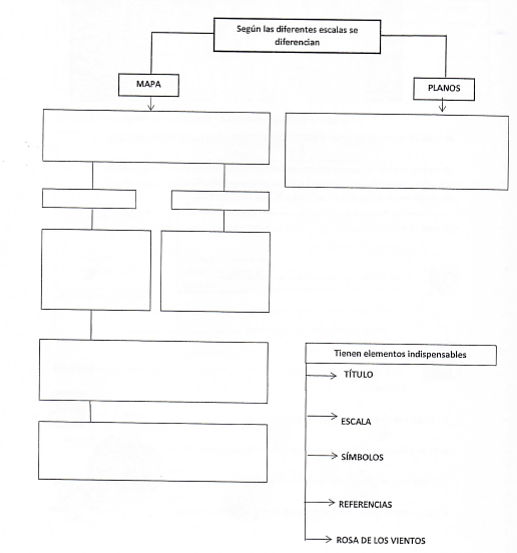 Según las diferentes escalas se
diferencian
MAPA
PLANOS
Tienen elementos indispensables
TÍTULO
ESCALA
SÍMBOLOS
REFERENCIAS
ROSA DE LOS VIENTOS